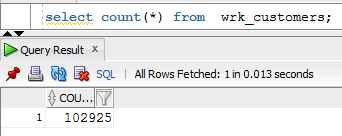 select count(*) from  wrk_customers;
Query Result x
SQL | All Rows Fetched: 1 in 0.013 seconds
COU...
1 102925